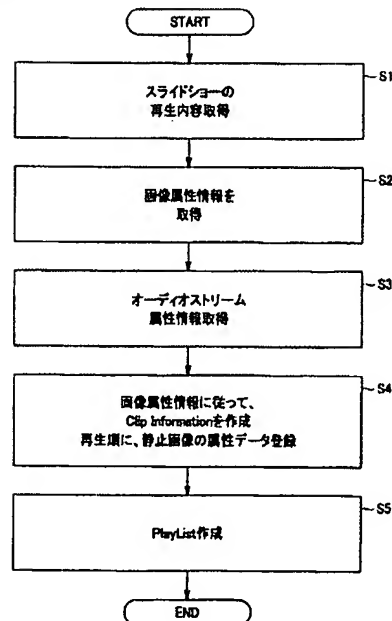 START
S1
スライドショーの
再生内容取得
S2
画像属性情報を
取得
S3
オーディオストリーム
属性情報取得
S4
画像属性情報に従って、
Clip Informationを作成
再生順に、静止画像の属性データ登録
S5
PlayList作成
END